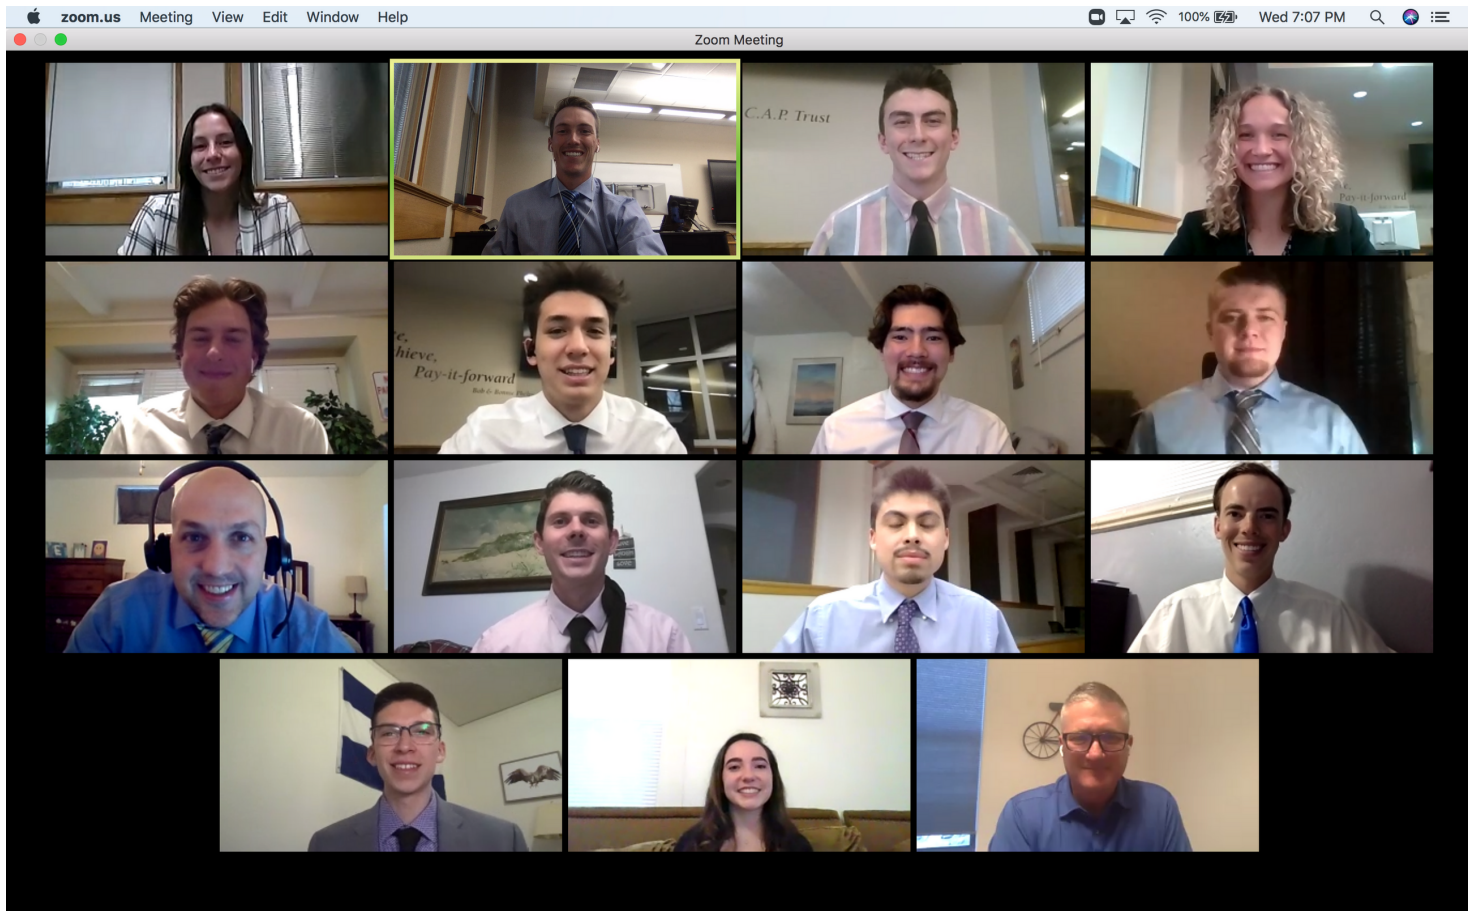 zoom.us Meeting View Edit Window Help 100% Wed 7:07 PM
Zoom Meeting
C.A.P. Trust
Pay-it-forward
hieve,
Pay-it-forward